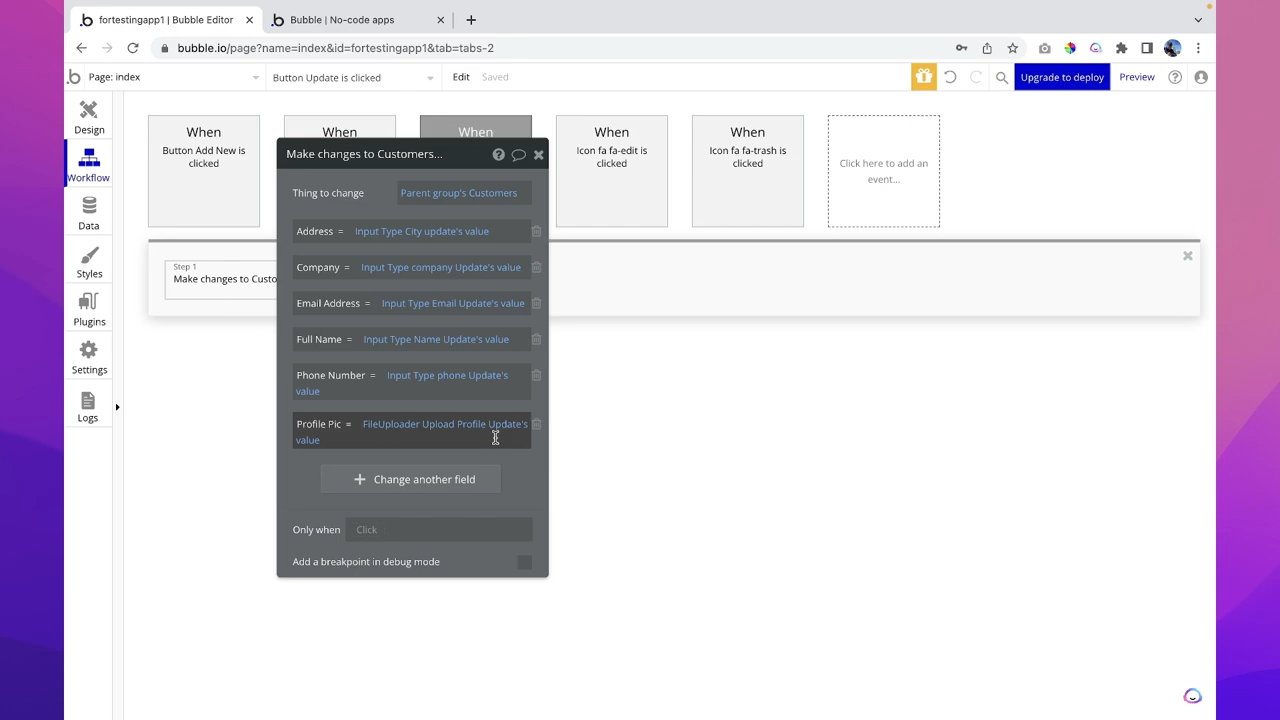 fortestingapp1 | Bubble Editor
Bubble | No-code apps
bubble.io/page?name=index&id=fortestingapp1&tab=tabs-2
Page: index
Button Update is clicked
Edit
Saved
Upgrade to deploy
Preview
Design
Workflow
Data
Styles
Plugins
Settings
Logs
When
Button Add New is
clicked
When
When
When
Icon fa fa-edit is
clicked
When
Icon fa fa-trash is
clicked
Click here to add an
event...
Step 1
Make changes to Custo
Make changes to Customers...
Thing to change
Parent group's Customers
Address = Input Type City update's value
Company = Input Type company Update's value
Email Address = Input Type Email Update's value
Full Name = Input Type Name Update's value
Phone Number = Input Type phone Update's
value
Profile Pic = FileUploader Upload Profile Update's
value
Change another field
Only when
Click
Add a breakpoint in debug mode